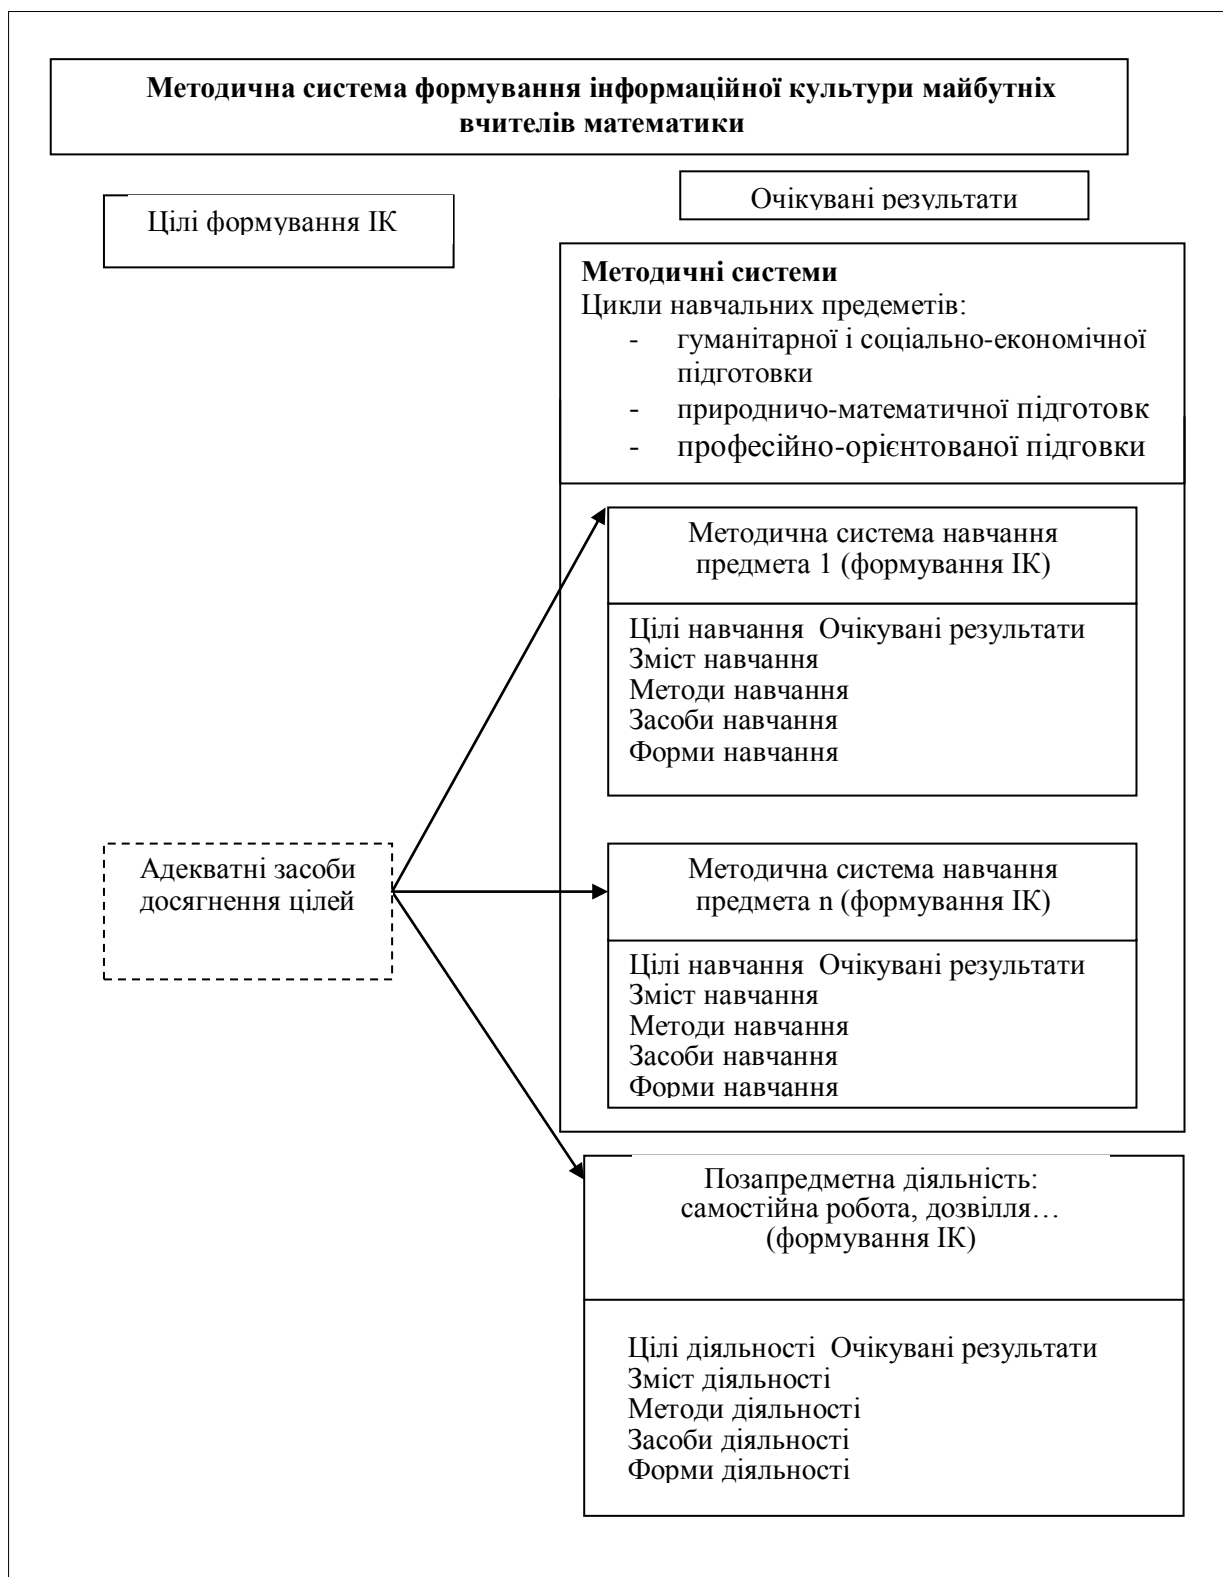 Методична система формування інформаційної культури майбутніх
вчителів математики
Цілі формування ІК
Очікувані результати
Методичні системи
Цикли навчальних предеметів:
- гуманітарної і соціально-економічної
підготовки
- природничо-математичної підготовк
- професійно-орієнтованої підговки
Методична система навчання
предмета 1 (формування ІК)
Цілі навчання Очікувані результати
Зміст навчання
Методи навчання
Засоби навчання
Форми навчання
Адекватні засоби
досягнення цілей
Методична система навчання
предмета n (формування ІК)
Цілі навчання Очікувані результати
Зміст навчання
Методи навчання
Засоби навчання
Форми навчання
Позапредметна діяльність:
самостійна робота, дозвілля…
(формування ІК)
Цілі діяльності Очікувані результати
Зміст діяльності
Методи діяльності
Засоби діяльності
Форми діяльності